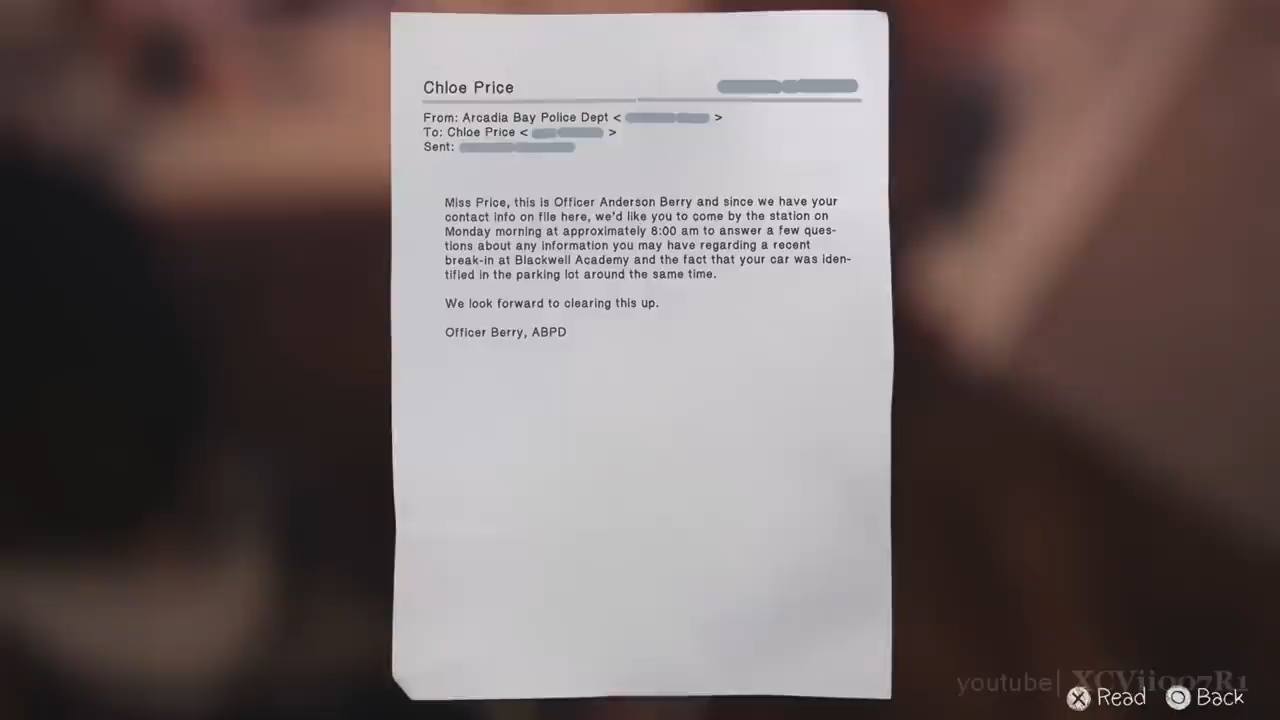 Chloe Price
From: Arcadia Bay Police Dept < >
To: Chloe Price < >
Sent:
Miss Price, this is Officer Anderson Berry and since we have your
contact info on file here, we'd like you to come by the station on
Monday morning at approximately 8:00 am to answer a few ques-
tions about any information you may have regarding a recent
break-in at Blackwell Academy and the fact that your car was iden-
tified in the parking lot around the same time.
We look forward to clearing this up.
Officer Berry, ABPD
youtube| XCVii007R1
Read Back